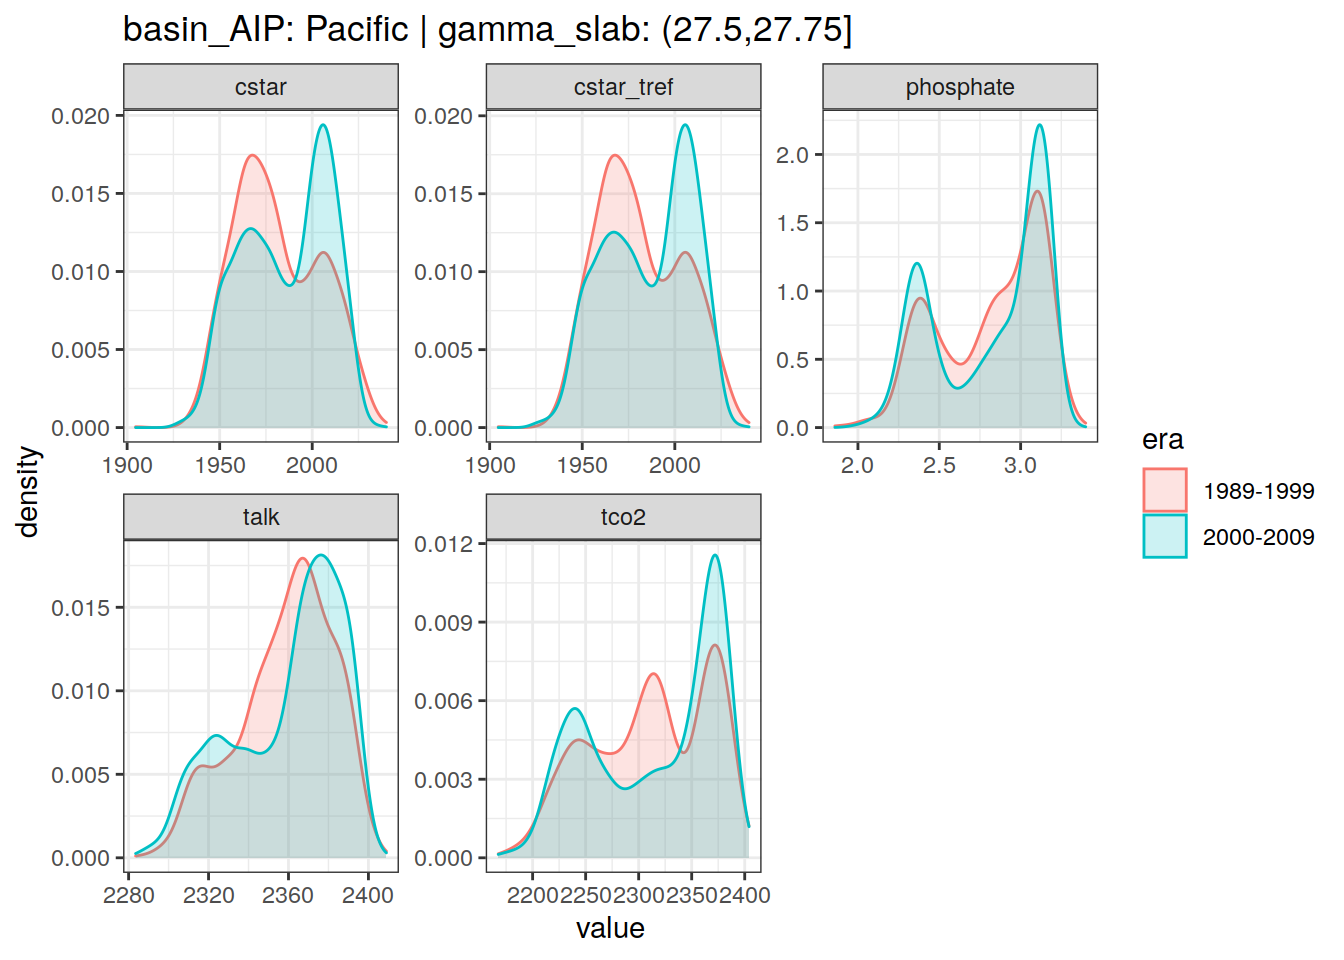 basin_AIP: Pacific | gamma_slab: (27.5,27.75]
cstar
cstar_tref
phosphate
0.020
0.015
0.010
0.005
0.000
1900 1950 2000
0.020
0.015
0.010
0.005
0.000
1900 1950 2000
2.0
1.5
1.0
0.5
0.0
2.0 2.5 3.0
talk
tco2
0.015
0.010
0.005
0.000
2280 2320 2360 2400
0.012
0.009
0.006
0.003
0.000
2200 2250 2300 2350 2400
density
value
era
1989-1999
2000-2009